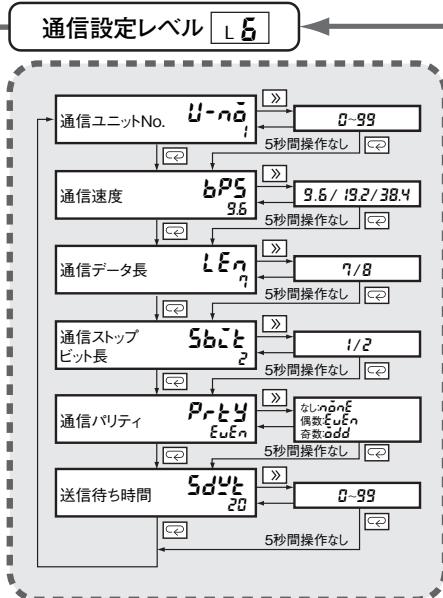 通信設定レベル L6
通信ユニットNo.
U-no
1
0~99
5秒間操作なし
通信速度
bPS
9.6
9.6 / 19.2/38.4
5秒間操作なし
通信データ長
LEn
7
7/8
5秒間操作なし
通信ストップ
ビット長
Sbit
2
1/2
5秒間操作なし
通信パリティ
PrtY
EvEn
なし:nonE
偶数:EvEn
奇数:odd
5秒間操作なし
送信待ち時間
SdWt
20
0~99
5秒間操作なし